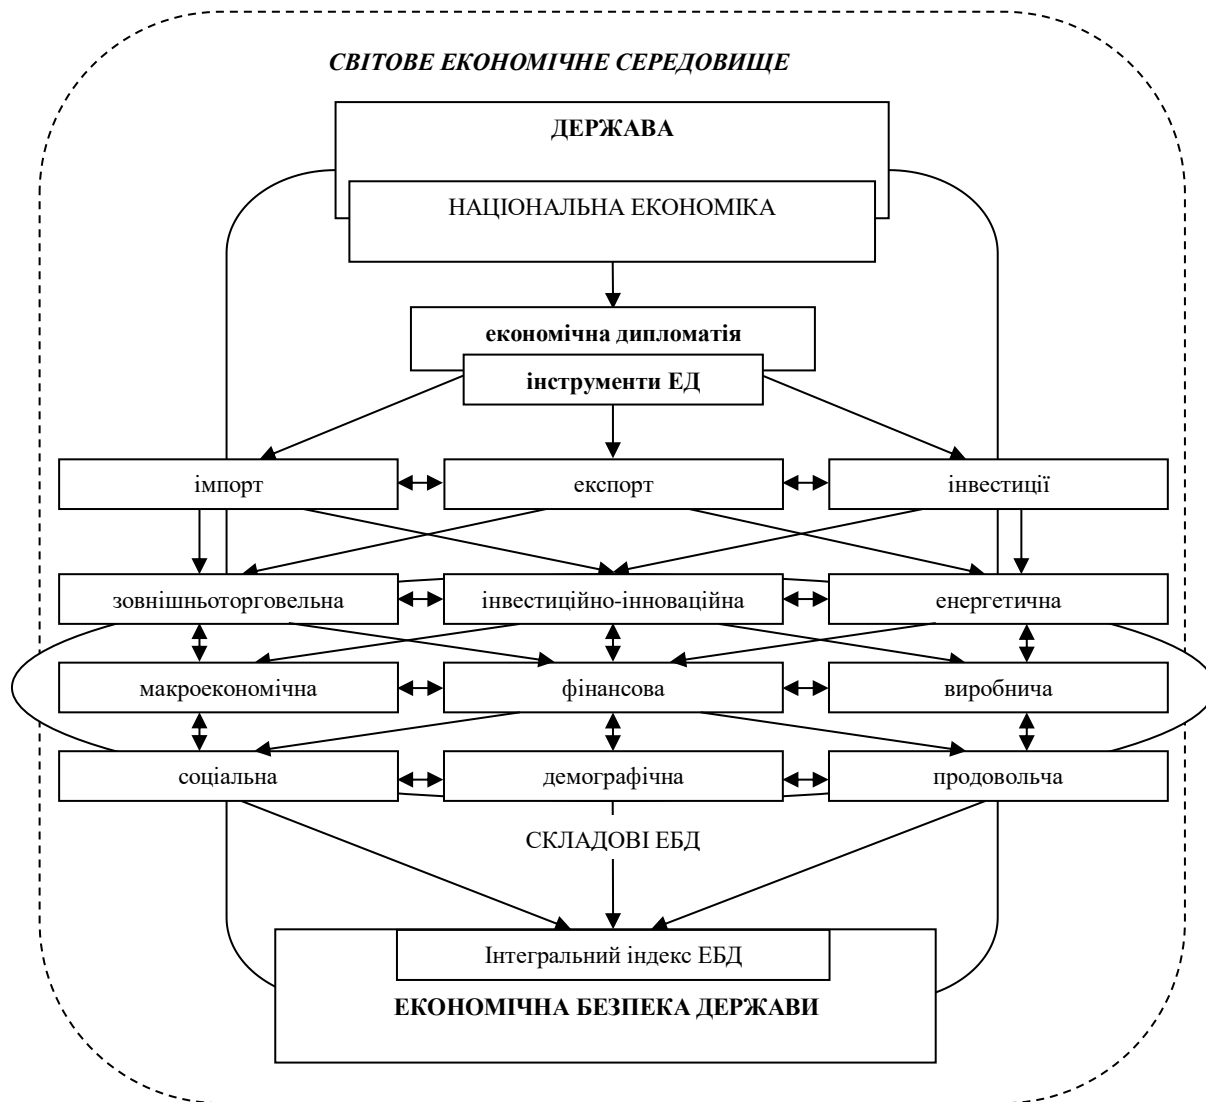 СВІТОВЕ ЕКОНОМІЧНЕ СЕРЕДОВИЩЕ
ДЕРЖАВА
НАЦІОНАЛЬНА ЕКОНОМІКА
економічна дипломатія
інструменти ЕД
імпорт
експорт
інвестиції
зовнішньоторговельна
інвестиційно-інноваційна
енергетична
макроекономічна
фінансова
виробнича
соціальна
демографічна
продовольча
СКЛАДОВІ ЕБД
Інтегральний індекс ЕБД
ЕКОНОМІЧНА БЕЗПЕКА ДЕРЖАВИ